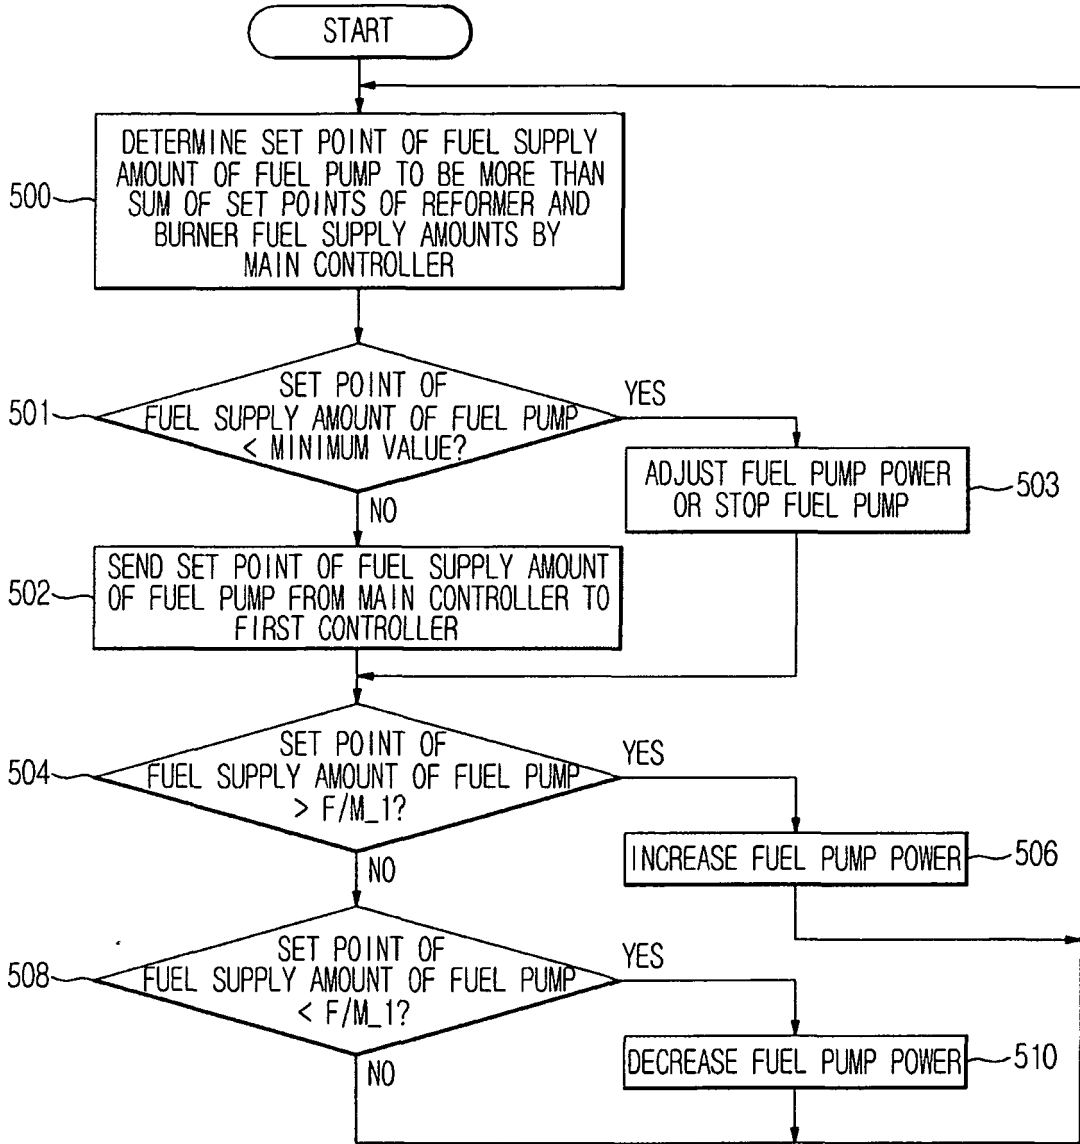 START
DETERMINE SET POINT OF FUEL SUPPLY
AMOUNT OF FUEL PUMP TO BE MORE THAN
SUM OF SET POINTS OF REFORMER AND
BURNER FUEL SUPPLY AMOUNTS BY
MAIN CONTROLLER
500
SET POINT OF
FUEL SUPPLY AMOUNT OF FUEL PUMP
< MINIMUM VALUE?
501
YES
NO
ADJUST FUEL PUMP POWER
OR STOP FUEL PUMP
503
SEND SET POINT OF FUEL SUPPLY AMOUNT
OF FUEL PUMP FROM MAIN CONTROLLER TO
FIRST CONTROLLER
502
SET POINT OF
FUEL SUPPLY AMOUNT OF FUEL PUMP
> F/M_1?
504
YES
NO
INCREASE FUEL PUMP POWER
506
SET POINT OF
FUEL SUPPLY AMOUNT OF FUEL PUMP
< F/M_1?
508
YES
NO
DECREASE FUEL PUMP POWER
510